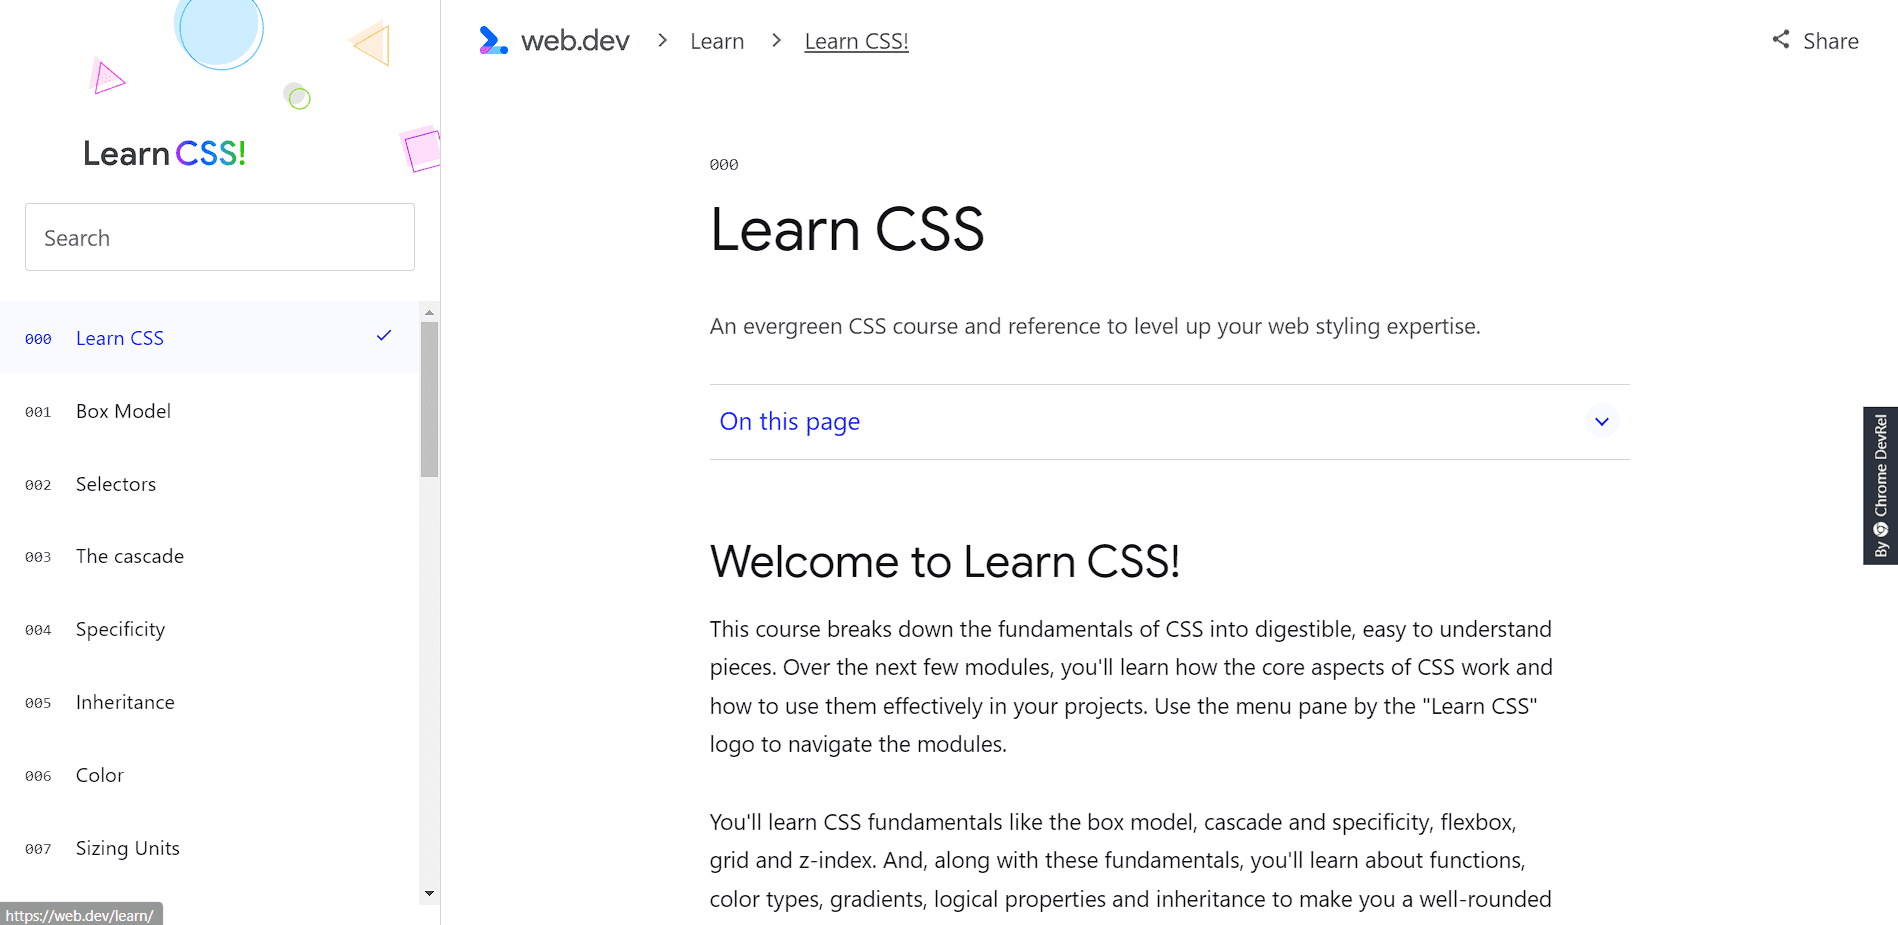 Learn CSS!
Search
000 Learn CSS
001 Box Model
002 Selectors
003 The cascade
004 Specificity
005 Inheritance
006 Color
007 Sizing Units
https://web.dev/learn/
web.dev > Learn > Learn CSS!
Share
000
Learn CSS
An evergreen CSS course and reference to level up your web styling expertise.
On this page
Welcome to Learn CSS!
This course breaks down the fundamentals of CSS into digestible, easy to understand
pieces. Over the next few modules, you'll learn how the core aspects of CSS work and
how to use them effectively in your projects. Use the menu pane by the "Learn CSS"
logo to navigate the modules.
You'll learn CSS fundamentals like the box model, cascade and specificity, flexbox,
grid and z-index. And, along with these fundamentals, you'll learn about functions,
color types, gradients, logical properties and inheritance to make you a well-rounded
By Chrome DevRel